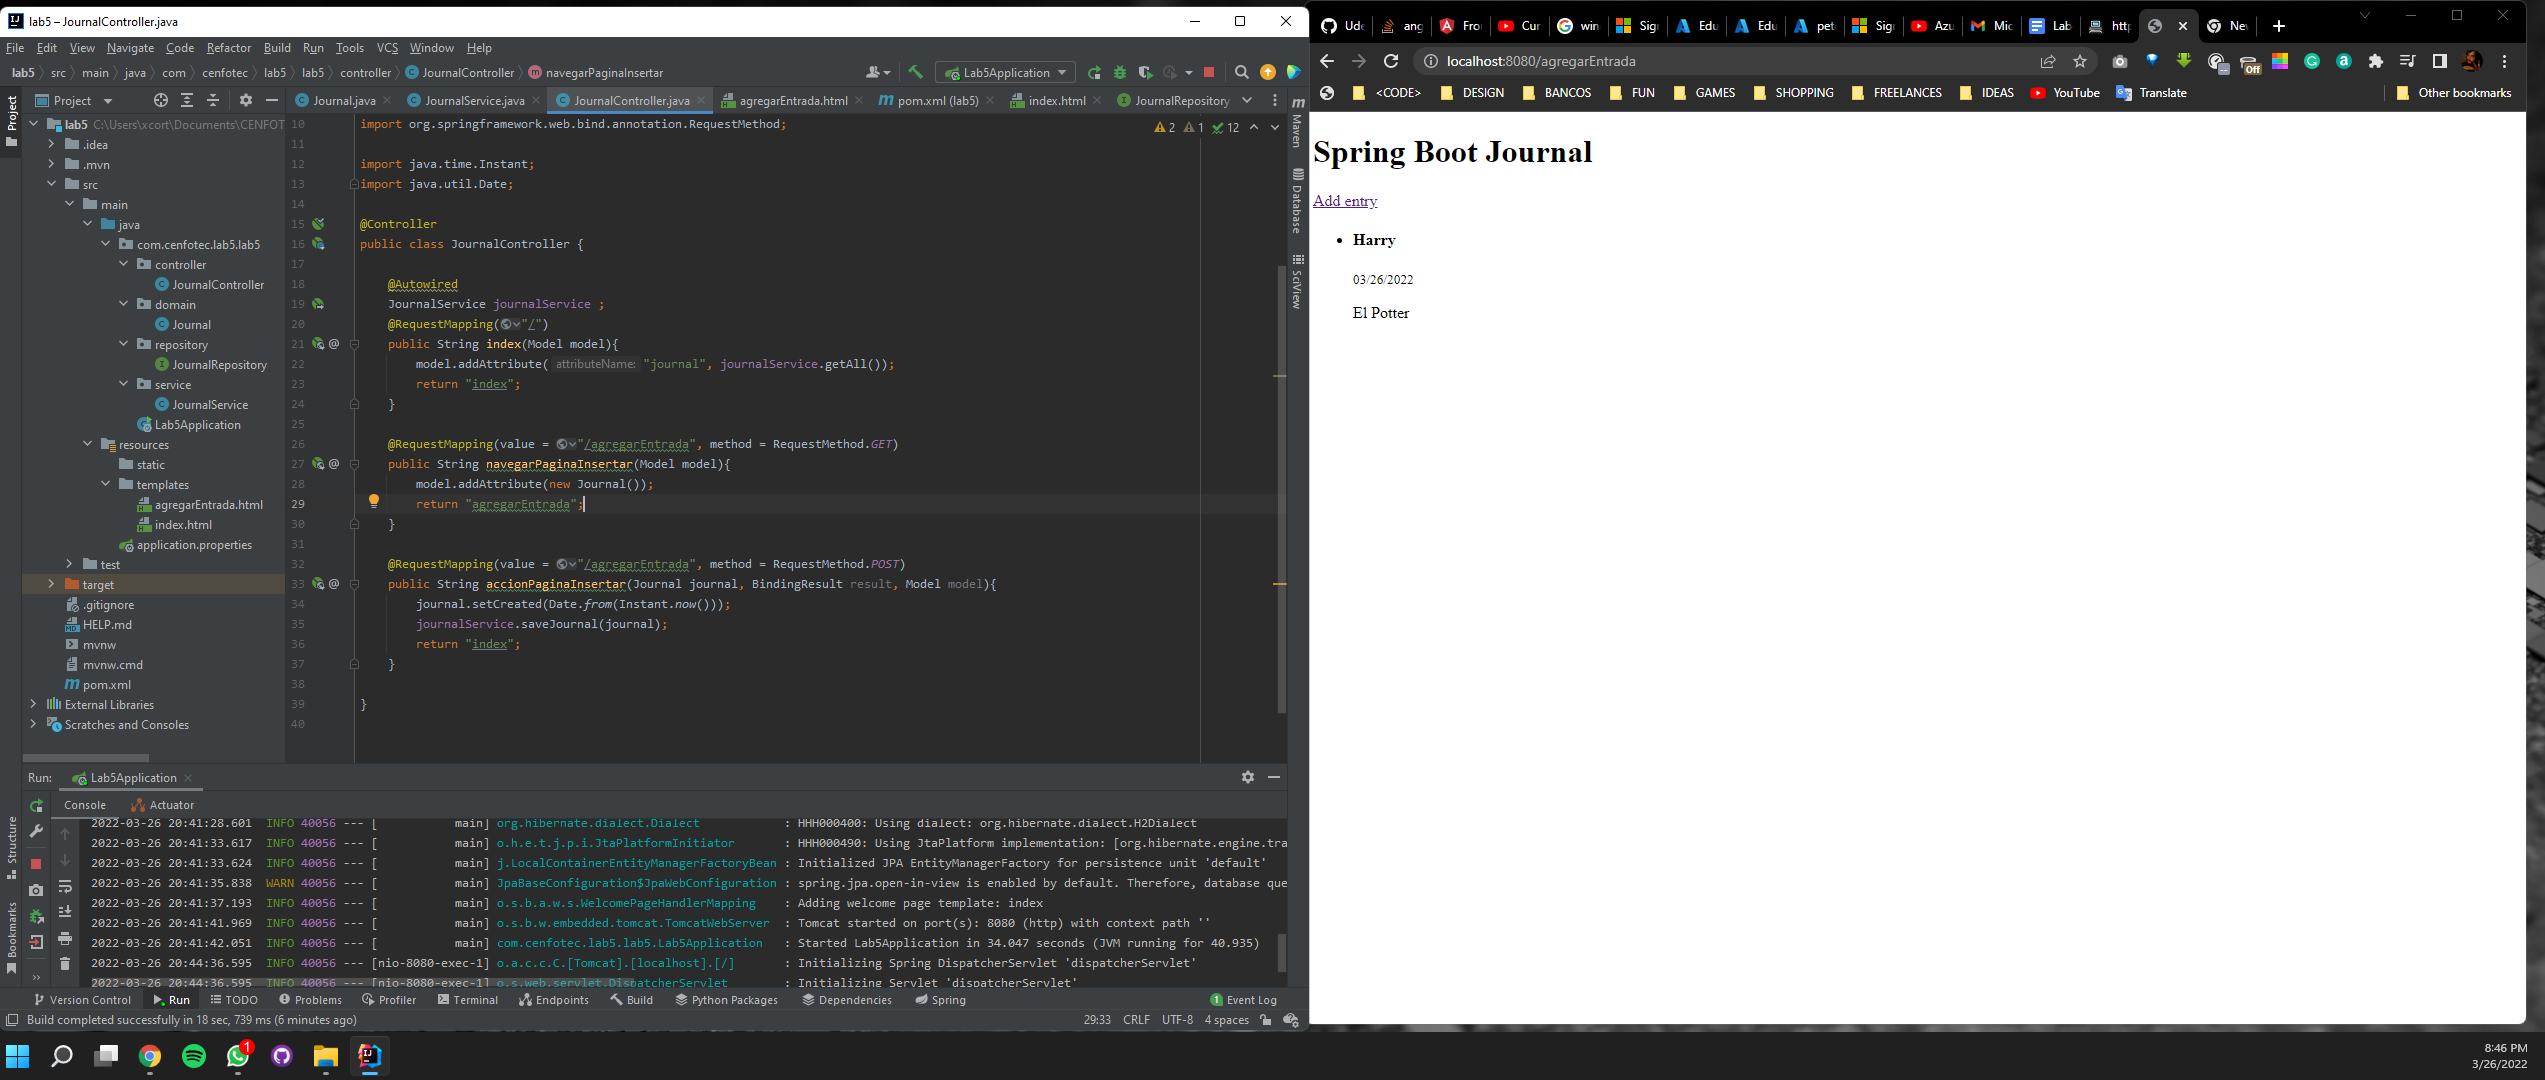 lab5 – JournalController.java
File Edit View Navigate Code Refactor Build Run Tools VCS Window Help
lab5 src main java com cenfotec lab5 lab5 controller JournalController navegarPaginaInsertar
Lab5Application
Project
Journal.java JournalService.java JournalController.java agregarEntrada.html pom.xml (lab5) index.html JournalRepository
Project
Structure
Bookmarks
lab5 C:\Users\xcort\Documents\CENFOT
.idea
.mvn
src
main
java
com.cenfotec.lab5.lab5
controller
JournalController
domain
Journal
repository
JournalRepository
service
JournalService
Lab5Application
resources
static
templates
agregarEntrada.html
index.html
application.properties
test
target
.gitignore
HELP.md
mvnw
mvnw.cmd
pom.xml
External Libraries
Scratches and Consoles
2 1 12
10 import org.springframework.web.bind.annotation.RequestMethod;
11
12 import java.time.Instant;
13 import java.util.Date;
14
15 @Controller
16 public class JournalController {
17
18 @Autowired
19 JournalService journalService ;
20 @RequestMapping("/")
21 public String index(Model model){
22 model.addAttribute( attributeName: "journal", journalService.getAll());
23 return "index";
24 }
25
26 @RequestMapping(value = "/agregarEntrada", method = RequestMethod.GET)
27 public String navegarPaginaInsertar(Model model){
28 model.addAttribute(new Journal());
29 return "agregarEntrada";
30 }
31
32 @RequestMapping(value = "/agregarEntrada", method = RequestMethod.POST)
33 public String accionPaginaInsertar(Journal journal, BindingResult result, Model model){
34 journal.setCreated(Date.from(Instant.now()));
35 journalService.saveJournal(journal);
36 return "index";
37 }
38
39 }
40
Maven
Database
SciView
Run: Lab5Application
Console Actuator
2022-03-26 20:41:28.601 INFO 40056 --- [ main] org.hibernate.dialect.Dialect : HHH000400: Using dialect: org.hibernate.dialect.H2Dialect
2022-03-26 20:41:33.617 INFO 40056 --- [ main] o.h.e.t.j.p.i.JtaPlatformInitiator : HHH000490: Using JtaPlatform implementation: [org.hibernate.engine.tra
2022-03-26 20:41:33.624 INFO 40056 --- [ main] j.LocalContainerEntityManagerFactoryBean : Initialized JPA EntityManagerFactory for persistence unit 'default'
2022-03-26 20:41:35.838 WARN 40056 --- [ main] JpaBaseConfiguration$JpaWebConfiguration : spring.jpa.open-in-view is enabled by default. Therefore, database que
2022-03-26 20:41:37.193 INFO 40056 --- [ main] o.s.b.a.w.s.WelcomePageHandlerMapping : Adding welcome page template: index
2022-03-26 20:41:41.969 INFO 40056 --- [ main] o.s.b.w.embedded.tomcat.TomcatWebServer : Tomcat started on port(s): 8080 (http) with context path ''
2022-03-26 20:41:42.051 INFO 40056 --- [ main] com.cenfotec.lab5.lab5.Lab5Application : Started Lab5Application in 34.047 seconds (JVM running for 40.935)
2022-03-26 20:44:36.595 INFO 40056 --- [nio-8080-exec-1] o.a.c.c.C.[Tomcat].[localhost].[/] : Initializing Spring DispatcherServlet 'dispatcherServlet'
2022-03-26 20:44:36.595 INFO 40056 --- [nio-8080-exec-1] o.s.web.servlet.DispatcherServlet : Initializing Servlet 'dispatcherServlet'
Version Control Run TODO Problems Profiler Terminal Endpoints Build Python Packages Dependencies Spring 1 Event Log
Build completed successfully in 18 sec, 739 ms (6 minutes ago) 29:33 CRLF UTF-8 4 spaces
Ude ang Fro Cur win Sig Edu Edu pet Sig Azu Mic Lab http Ne
localhost:8080/agregarEntrada
Off
<CODE> DESIGN BANCOS FUN GAMES SHOPPING FREELANCES IDEAS YouTube Translate Other bookmarks
Spring Boot Journal
Add entry
Harry
03/26/2022
El Potter
1
8:46 PM
3/26/2022